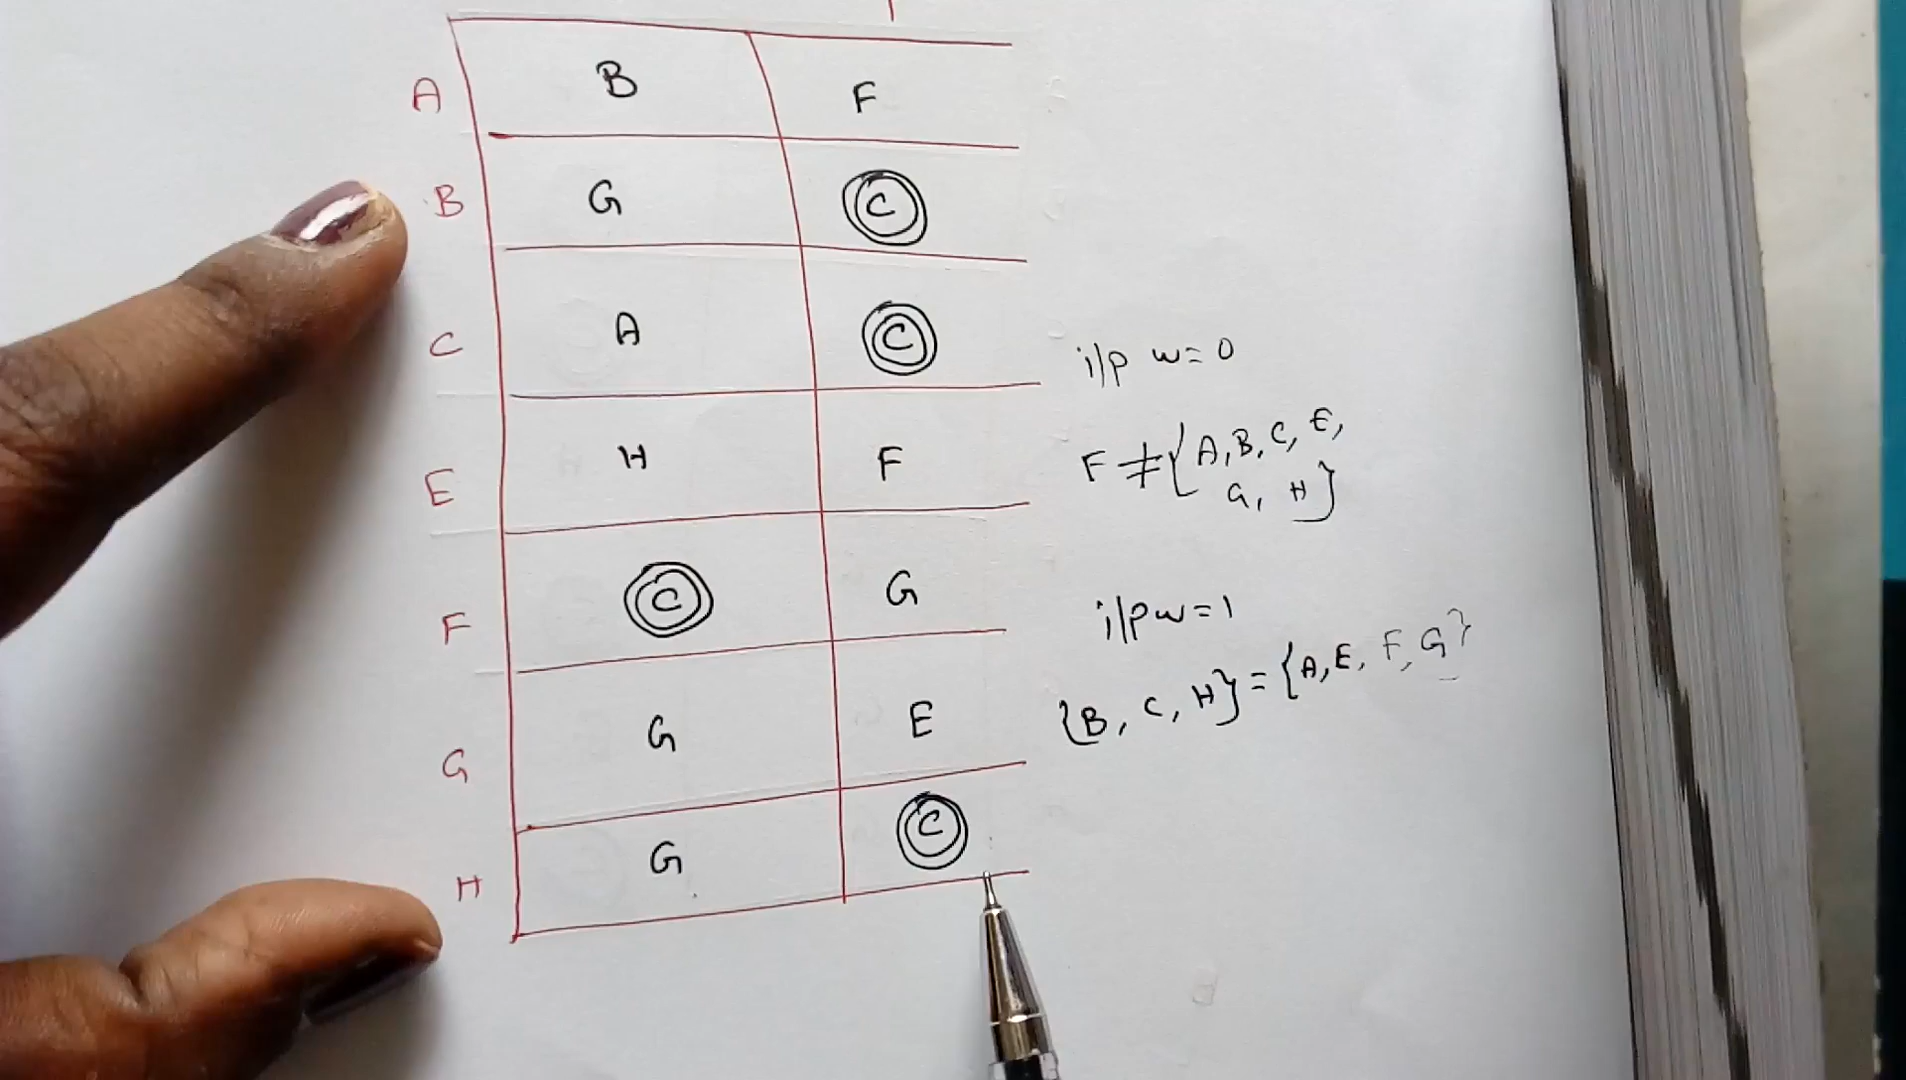 A B F
B G C
C A C
E H F
F C G
G G E
H G C
i/p w=0
F ≠ {A, B, C, E,
G, H}
i/p w=1
{B, C, H} = {A, E, F, G}